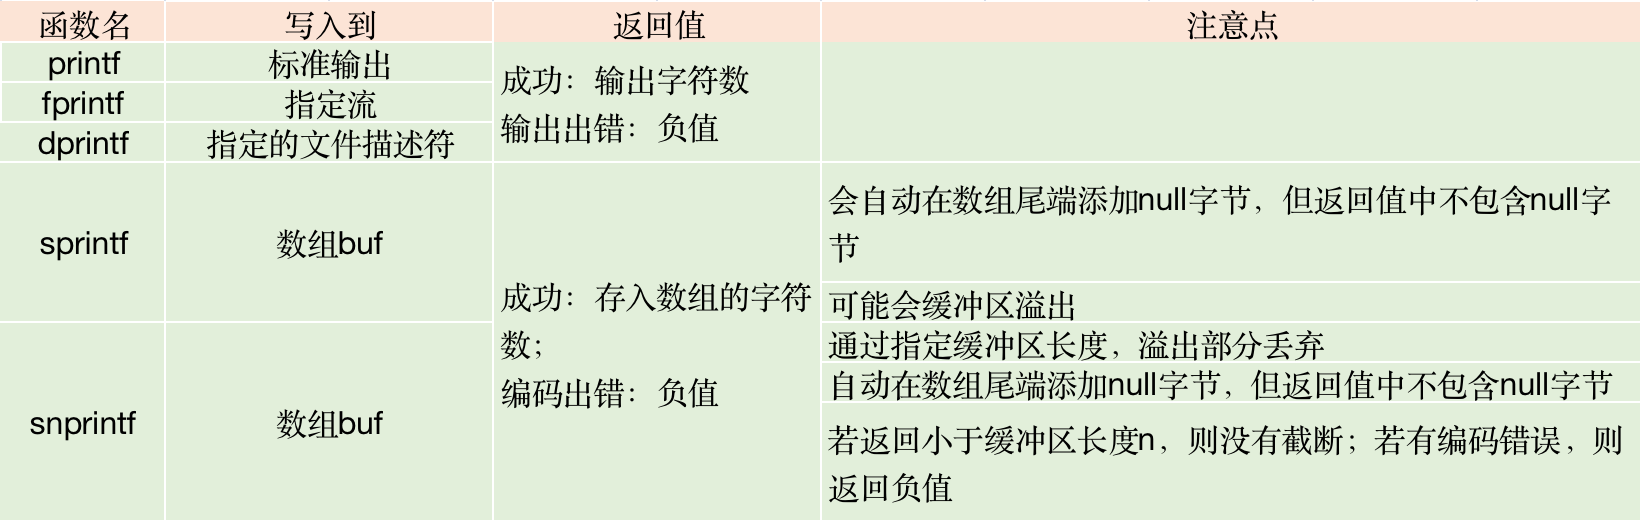 函数名 写入到 返回值 注意点
printf 标准输出
fprintf 指定流
dprintf 指定的文件描述符
成功：输出字符数
输出出错：负值
sprintf 数组buf
会自动在数组尾端添加null字节，但返回值中不包含null字
节
可能会缓冲区溢出
成功：存入数组的字符
数；
编码出错：负值
snprintf 数组buf
通过指定缓冲区长度，溢出部分丢弃
自动在数组尾端添加null字节，但返回值中不包含null字节
若返回小于缓冲区长度n，则没有截断；若有编码错误，则
返回负值